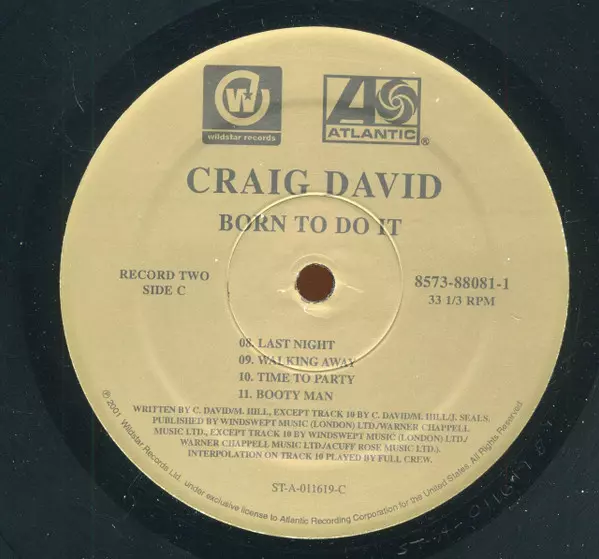 W
wildstar records
A
ATLANTIC®
CRAIG DAVID
BORN TO DO IT
RECORD TWO
SIDE C
8573-88081-1
33 1/3 RPM
08. LAST NIGHT
09. WALKING AWAY
10. TIME TO PARTY
11. BOOTY MAN
WRITTEN BY C. DAVID/M. HILL, EXCEPT TRACK 10 BY C. DAVID/M. HILL/J. SEALS.
PUBLISHED BY WINDSWEPT MUSIC (LONDON) LTD./WARNER CHAPPELL
MUSIC LTD., EXCEPT TRACK 10 BY WINDSWEPT MUSIC (LONDON) LTD./
WARNER CHAPPELL MUSIC LTD./ACUFF ROSE MUSIC LTD.).
INTERPOLATION ON TRACK 10 PLAYED BY FULL CREW.
ST-A-011619-C
℗ 2001 Wildstar Records Ltd. under exclusive license to Atlantic Recording Corporation for the United States. All Rights Reserved.